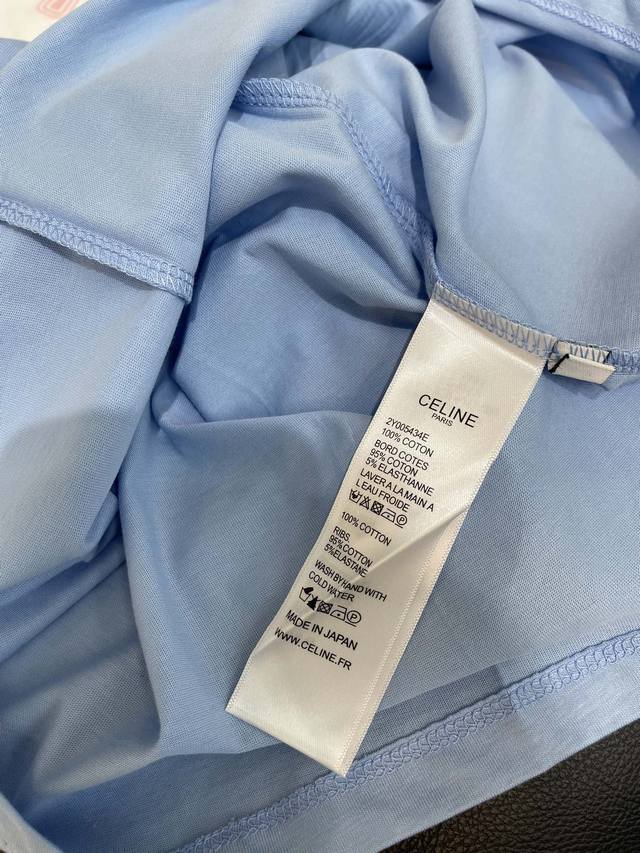 CELINE
PARIS
2Y005434E
100% COTON
BORD COTES
95% COTON
5% ELASTHANNE
LAVER A LA MAIN A
L EAU FROIDE
100% COTTON
RIBS
95%COTTON
5%ELASTANE
WASH BY HAND WITH
COLD WATER
MADE IN JAPAN
WWW.CELINE.FR